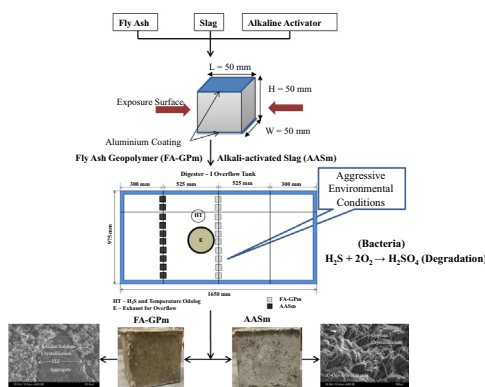 Fly Ash
Slag
Alkaline Activator
L = 50 mm
H = 50 mm
Exposure Surface
W = 50 mm
Aluminium Coating
Fly Ash Geopolymer (FA-GPm)
Alkali-activated Slag (AASm)
Digester – I Overflow Tank
300 mm
525 mm
525 mm
300 mm
Aggressive
Environmental
Conditions
HT
975 mm
E
(Bacteria)
H₂S + 2O₂ → H₂SO₄ (Degradation)
1650 mm
HT – H₂S and Temperature Odolog
E – Exhaust for Overflow
FA-GPm
AASm
FA-GPm
AASm
Crystallization
ITZ
Aggregate
Crystallization